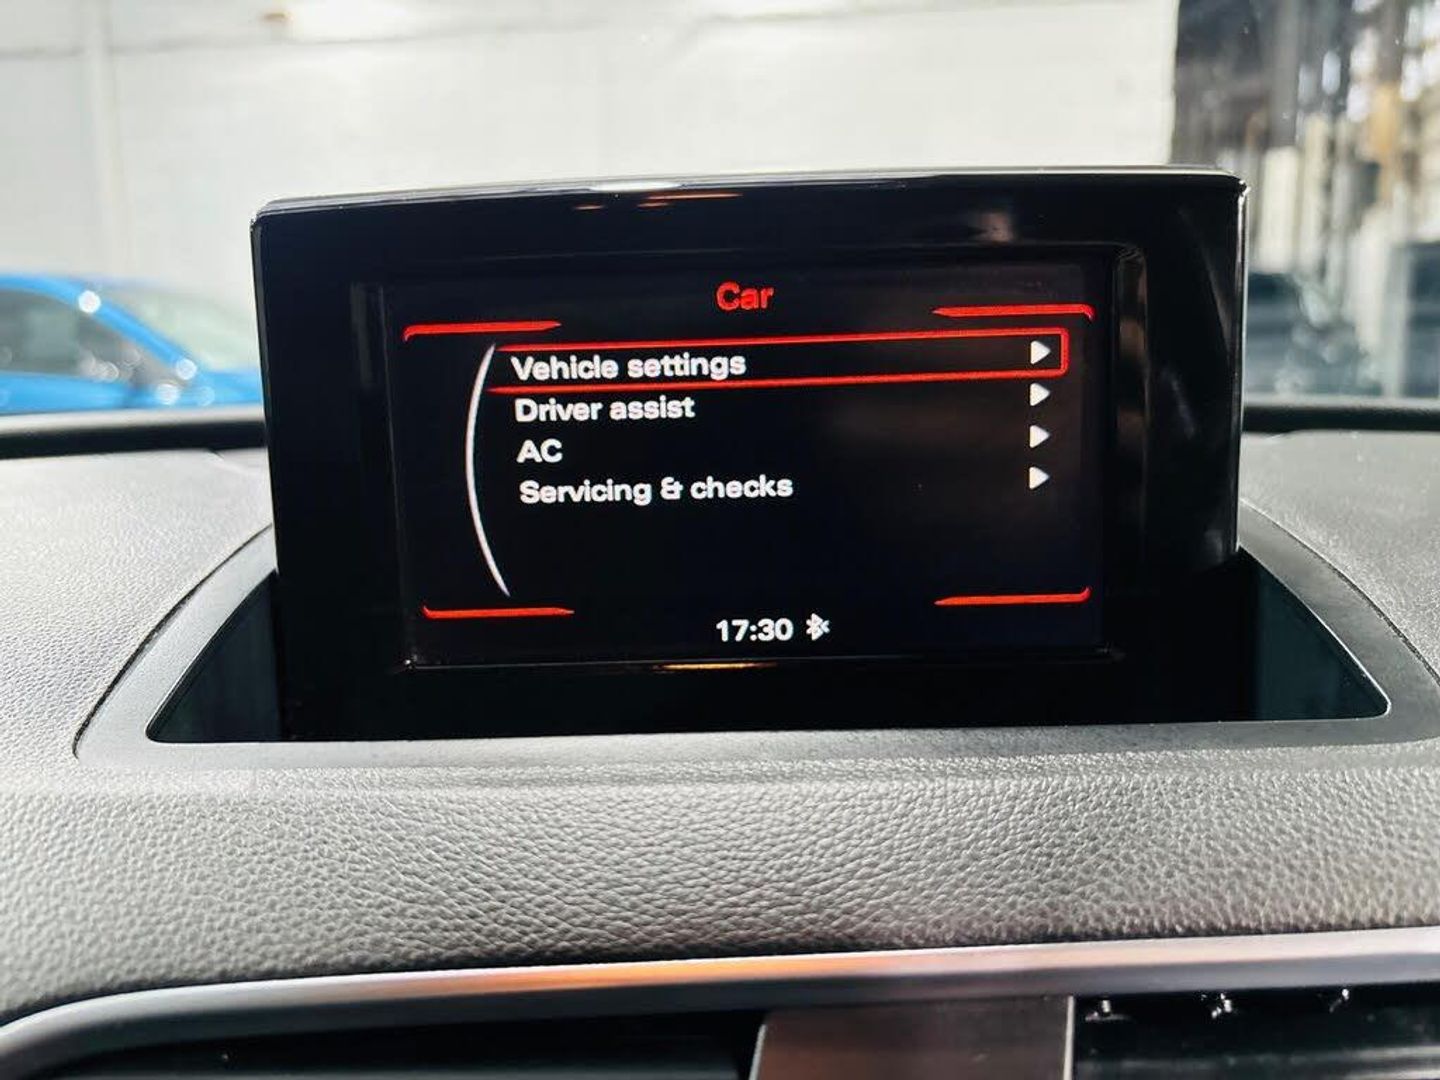 Car
Vehicle settings
Driver assist
AC
Servicing & checks
17:30